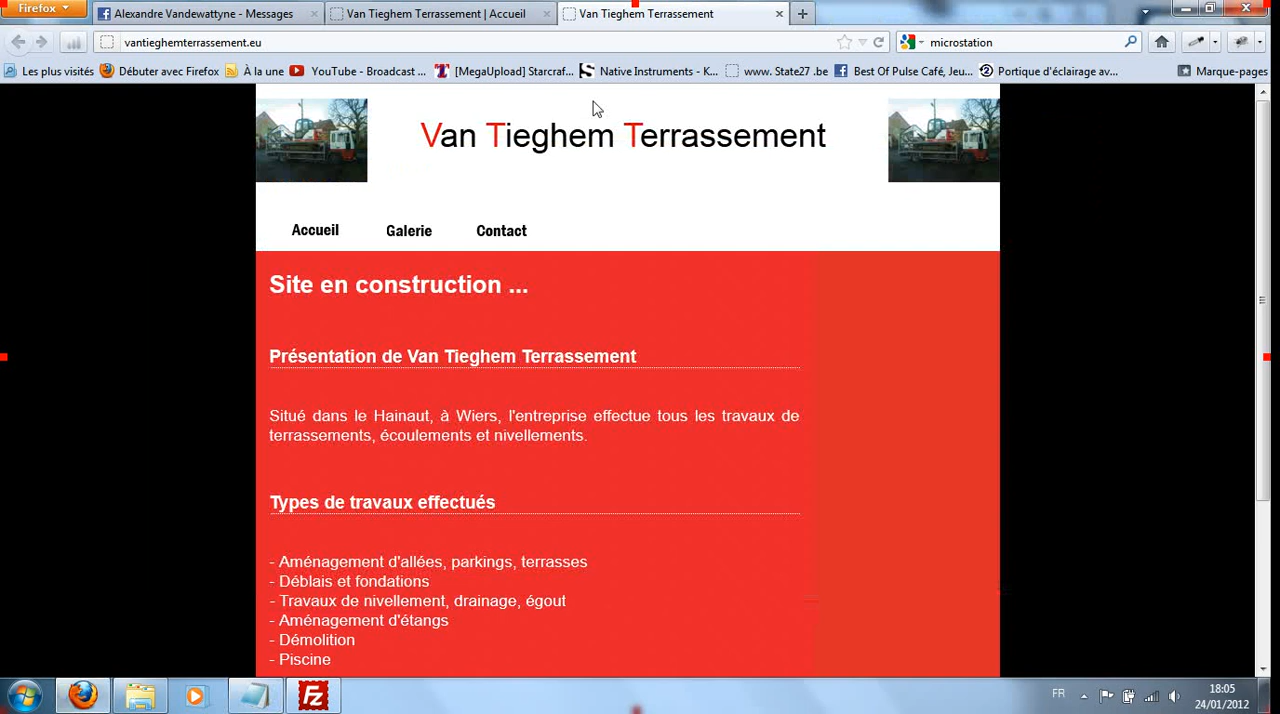 Firefox
Alexandre Vandewattyne - Messages
Van Tieghem Terrassement | Accueil
Van Tieghem Terrassement
vantieghemterrassement.eu
microstation
Les plus visités
Débuter avec Firefox
À la une
YouTube - Broadcast ...
[MegaUpload] Starcraf...
Native Instruments - K...
www. State27 .be
Best Of Pulse Café, Jeu...
Portique d'éclairage av...
Marque-pages
Van Tieghem Terrassement
Accueil
Galerie
Contact
Site en construction ...
Présentation de Van Tieghem Terrassement
Situé dans le Hainaut, à Wiers, l'entreprise effectue tous les travaux de
terrassements, écoulements et nivellements.
Types de travaux effectués
- Aménagement d'allées, parkings, terrasses
- Déblais et fondations
- Travaux de nivellement, drainage, égout
- Aménagement d'étangs
- Démolition
- Piscine
FR
18:05
24/01/2012